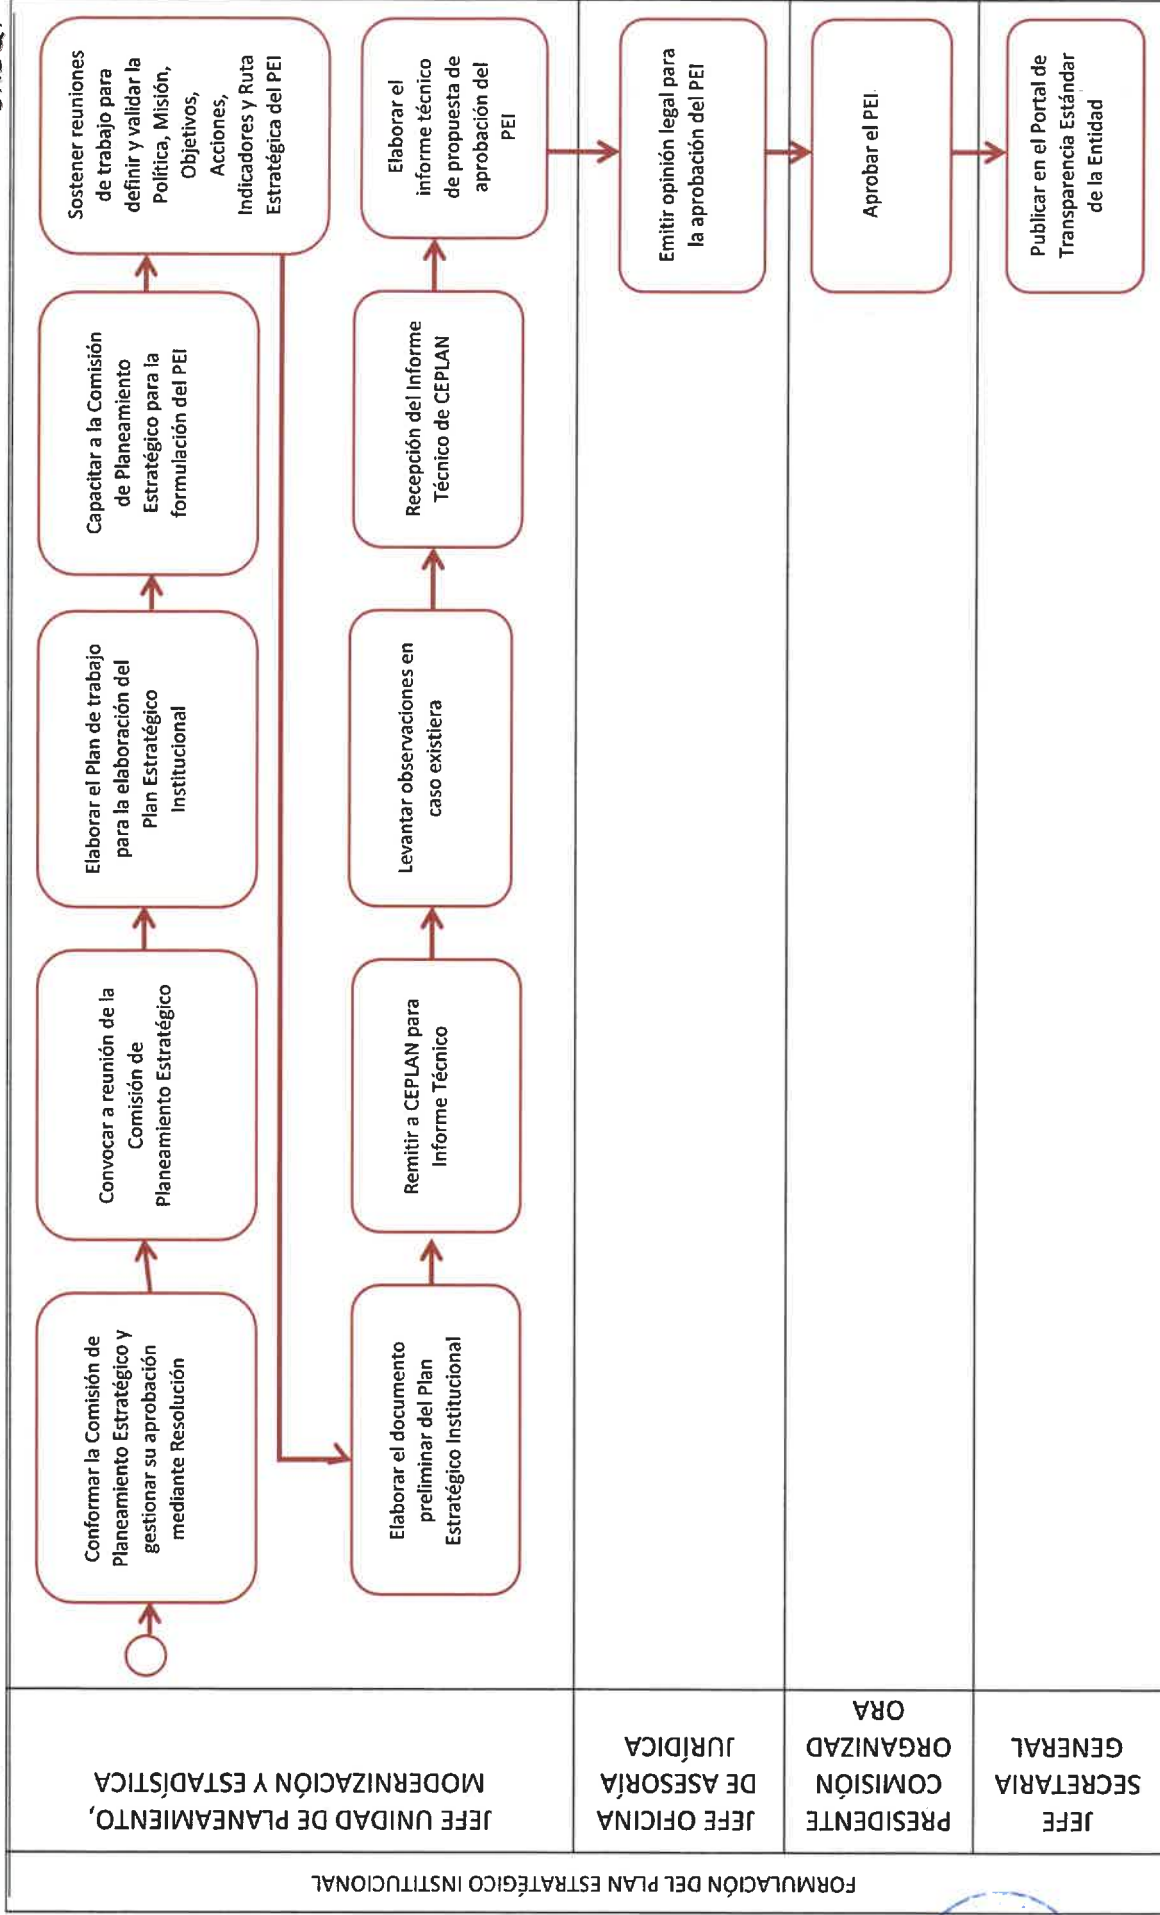 FORMULACIÓN DEL PLAN ESTRATÉGICO INSTITUCIONAL
JEFE UNIDAD DE PLANEAMIENTO,
MODERNIZACIÓN Y ESTADÍSTICA
Conformar la Comisión de
Planeamiento Estratégico y
gestionar su aprobación
mediante Resolución
Convocar a reunión de la
Comisión de
Planeamiento Estratégico
Elaborar el Plan de trabajo
para la elaboración del
Plan Estratégico
Institucional
Capacitar a la Comisión
de Planeamiento
Estratégico para la
formulación del PEI
Sostener reuniones
de trabajo para
definir y validar la
Política, Misión,
Objetivos,
Acciones,
Indicadores y Ruta
Estratégica del PEI
Elaborar el documento
preliminar del Plan
Estratégico Institucional
Remitir a CEPLAN para
Informe Técnico
Levantar observaciones en
caso existiera
Recepción del Informe
Técnico de CEPLAN
Elaborar el
informe técnico
de propuesta de
aprobación del
PEI
JEFE OFICINA
DE ASESORÍA
JURÍDICA
Emitir opinión legal para
la aprobación del PEI
PRESIDENTE
COMISIÓN
ORGANIZAD
ORA
Aprobar el PEI
JEFE
SECRETARIA
GENERAL
Publicar en el Portal de
Transparencia Estándar
de la Entidad